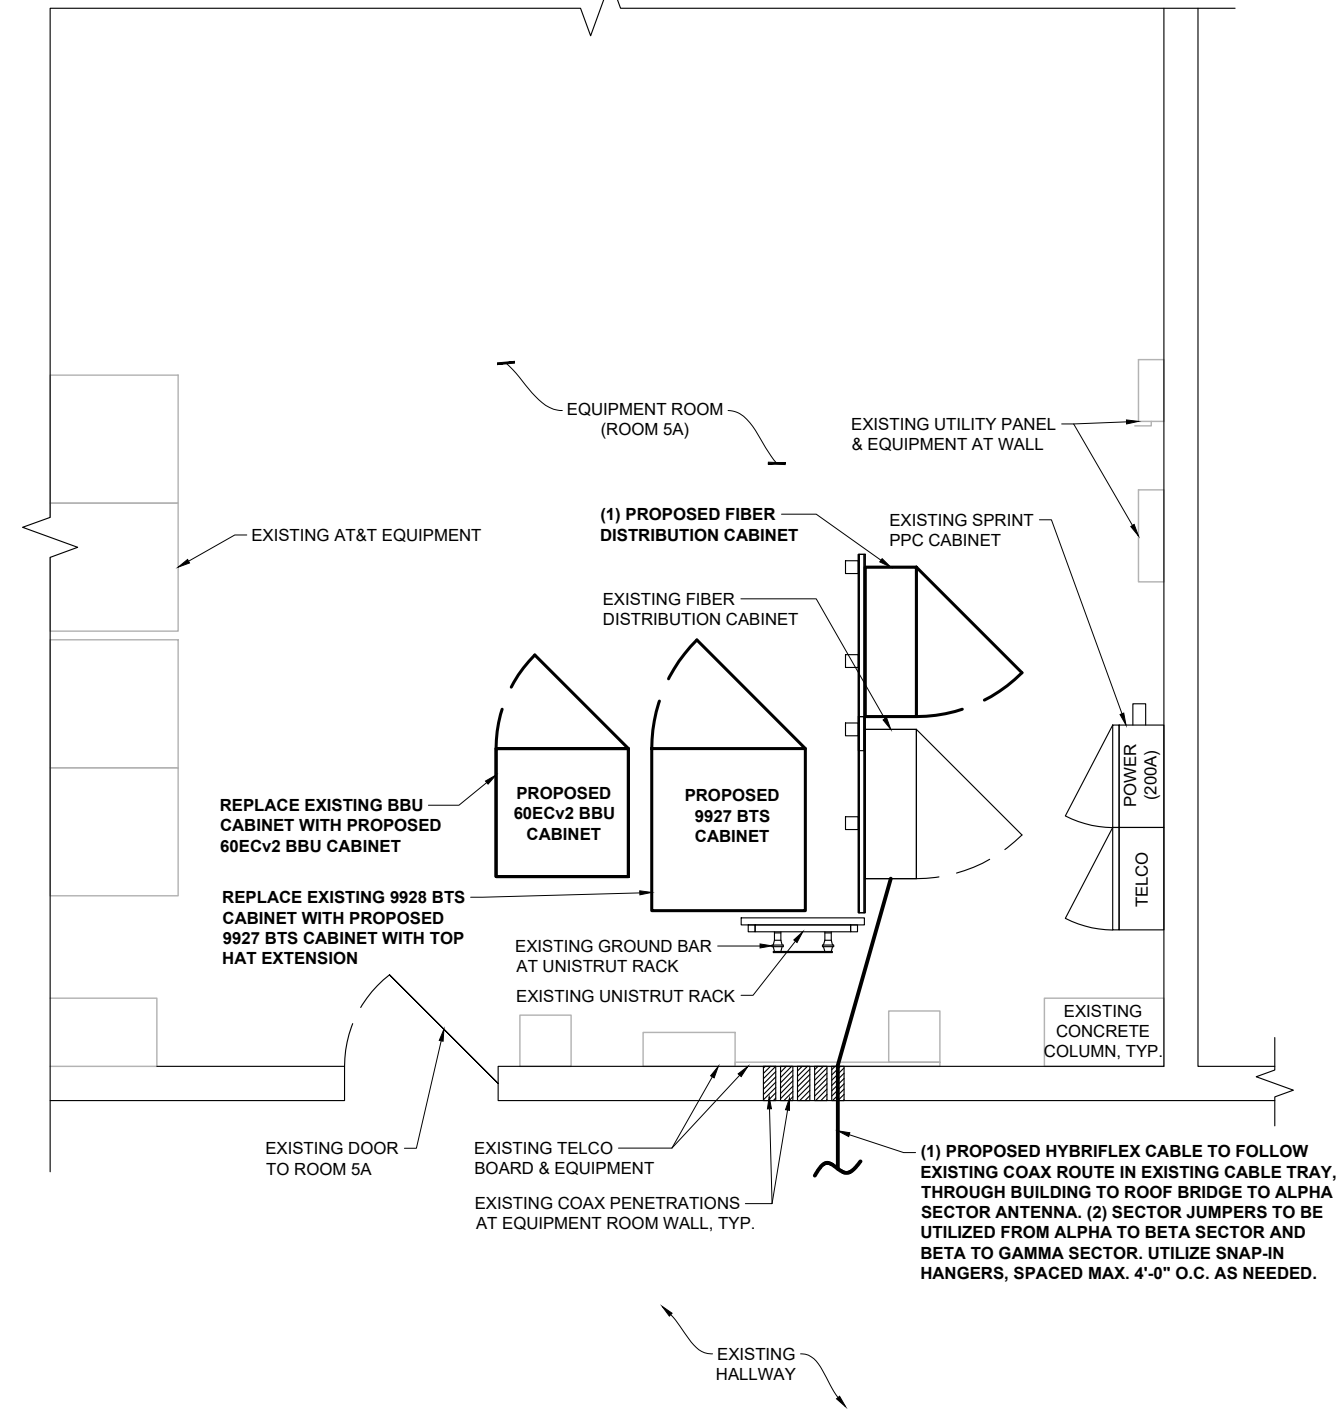 EQUIPMENT ROOM
(ROOM 5A)
EXISTING UTILITY PANEL
& EQUIPMENT AT WALL
(1) PROPOSED FIBER
DISTRIBUTION CABINET
EXISTING SPRINT
PPC CABINET
EXISTING AT&T EQUIPMENT
EXISTING FIBER
DISTRIBUTION CABINET
POWER
(200A)
TELCO
PROPOSED
60ECv2 BBU
CABINET
PROPOSED
9927 BTS
CABINET
REPLACE EXISTING BBU
CABINET WITH PROPOSED
60ECv2 BBU CABINET
REPLACE EXISTING 9928 BTS
CABINET WITH PROPOSED
9927 BTS CABINET WITH TOP
HAT EXTENSION
EXISTING GROUND BAR
AT UNISTRUT RACK
EXISTING UNISTRUT RACK
EXISTING
CONCRETE
COLUMN, TYP.
EXISTING DOOR
TO ROOM 5A
EXISTING TELCO
BOARD & EQUIPMENT
EXISTING COAX PENETRATIONS
AT EQUIPMENT ROOM WALL, TYP.
(1) PROPOSED HYBRIFLEX CABLE TO FOLLOW
EXISTING COAX ROUTE IN EXISTING CABLE TRAY,
THROUGH BUILDING TO ROOF BRIDGE TO ALPHA
SECTOR ANTENNA. (2) SECTOR JUMPERS TO BE
UTILIZED FROM ALPHA TO BETA SECTOR AND
BETA TO GAMMA SECTOR. UTILIZE SNAP-IN
HANGERS, SPACED MAX. 4'-0" O.C. AS NEEDED.
EXISTING
HALLWAY